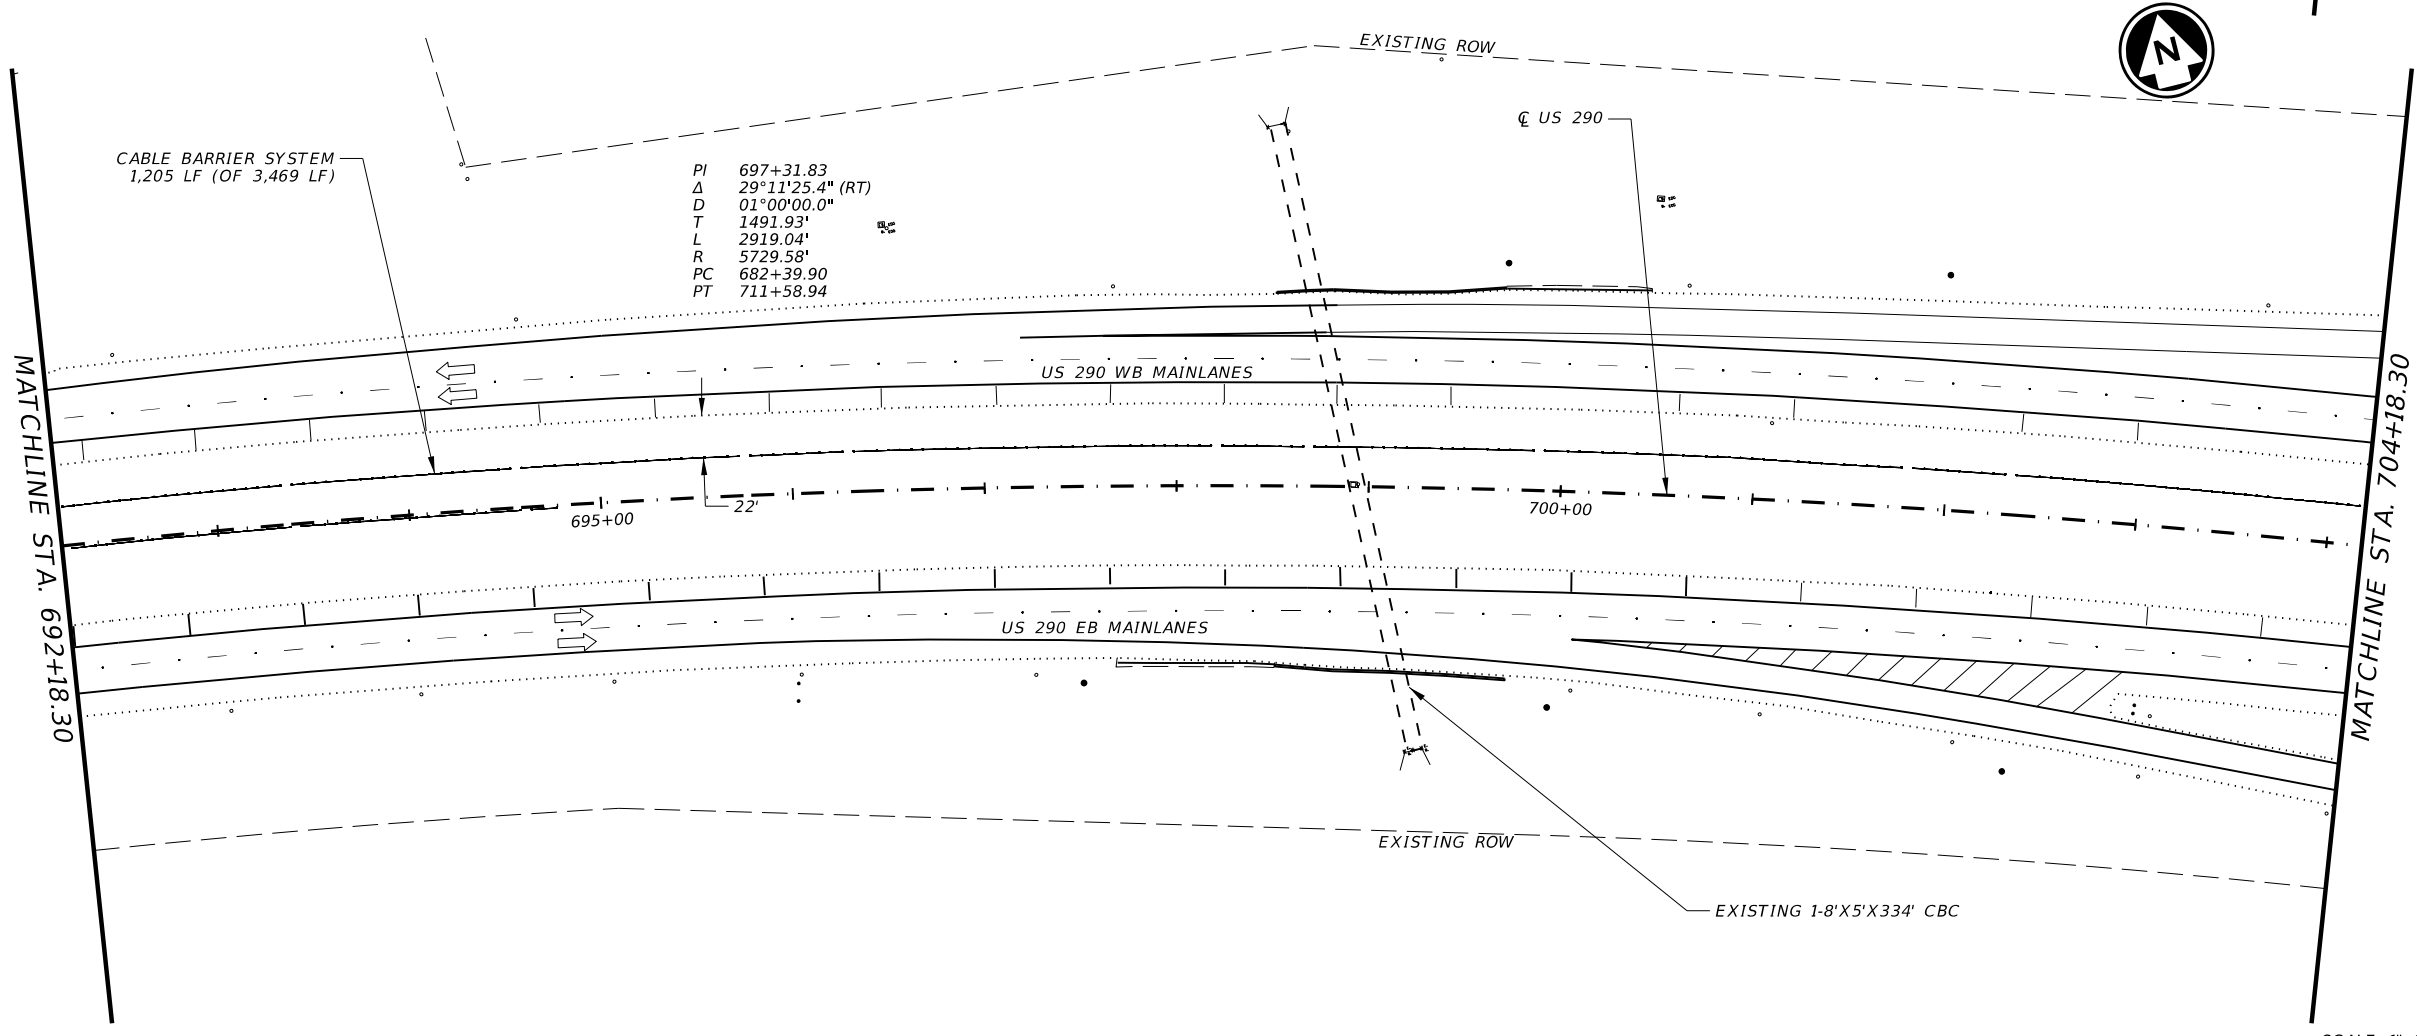 EXISTING ROW
N
℄ US 290
CABLE BARRIER SYSTEM
1,205 LF (OF 3,469 LF)
PI 697+31.83
Δ 29°11'25.4" (RT)
D 01°00'00.0"
T 1491.93'
L 2919.04'
R 5729.58'
PC 682+39.90
PT 711+58.94
MATCHLINE STA. 692+18.30
US 290 WB MAINLANES
MATCHLINE STA. 704+18.30
22'
695+00
700+00
US 290 EB MAINLANES
EXISTING ROW
EXISTING 1-8'X5'X334' CBC